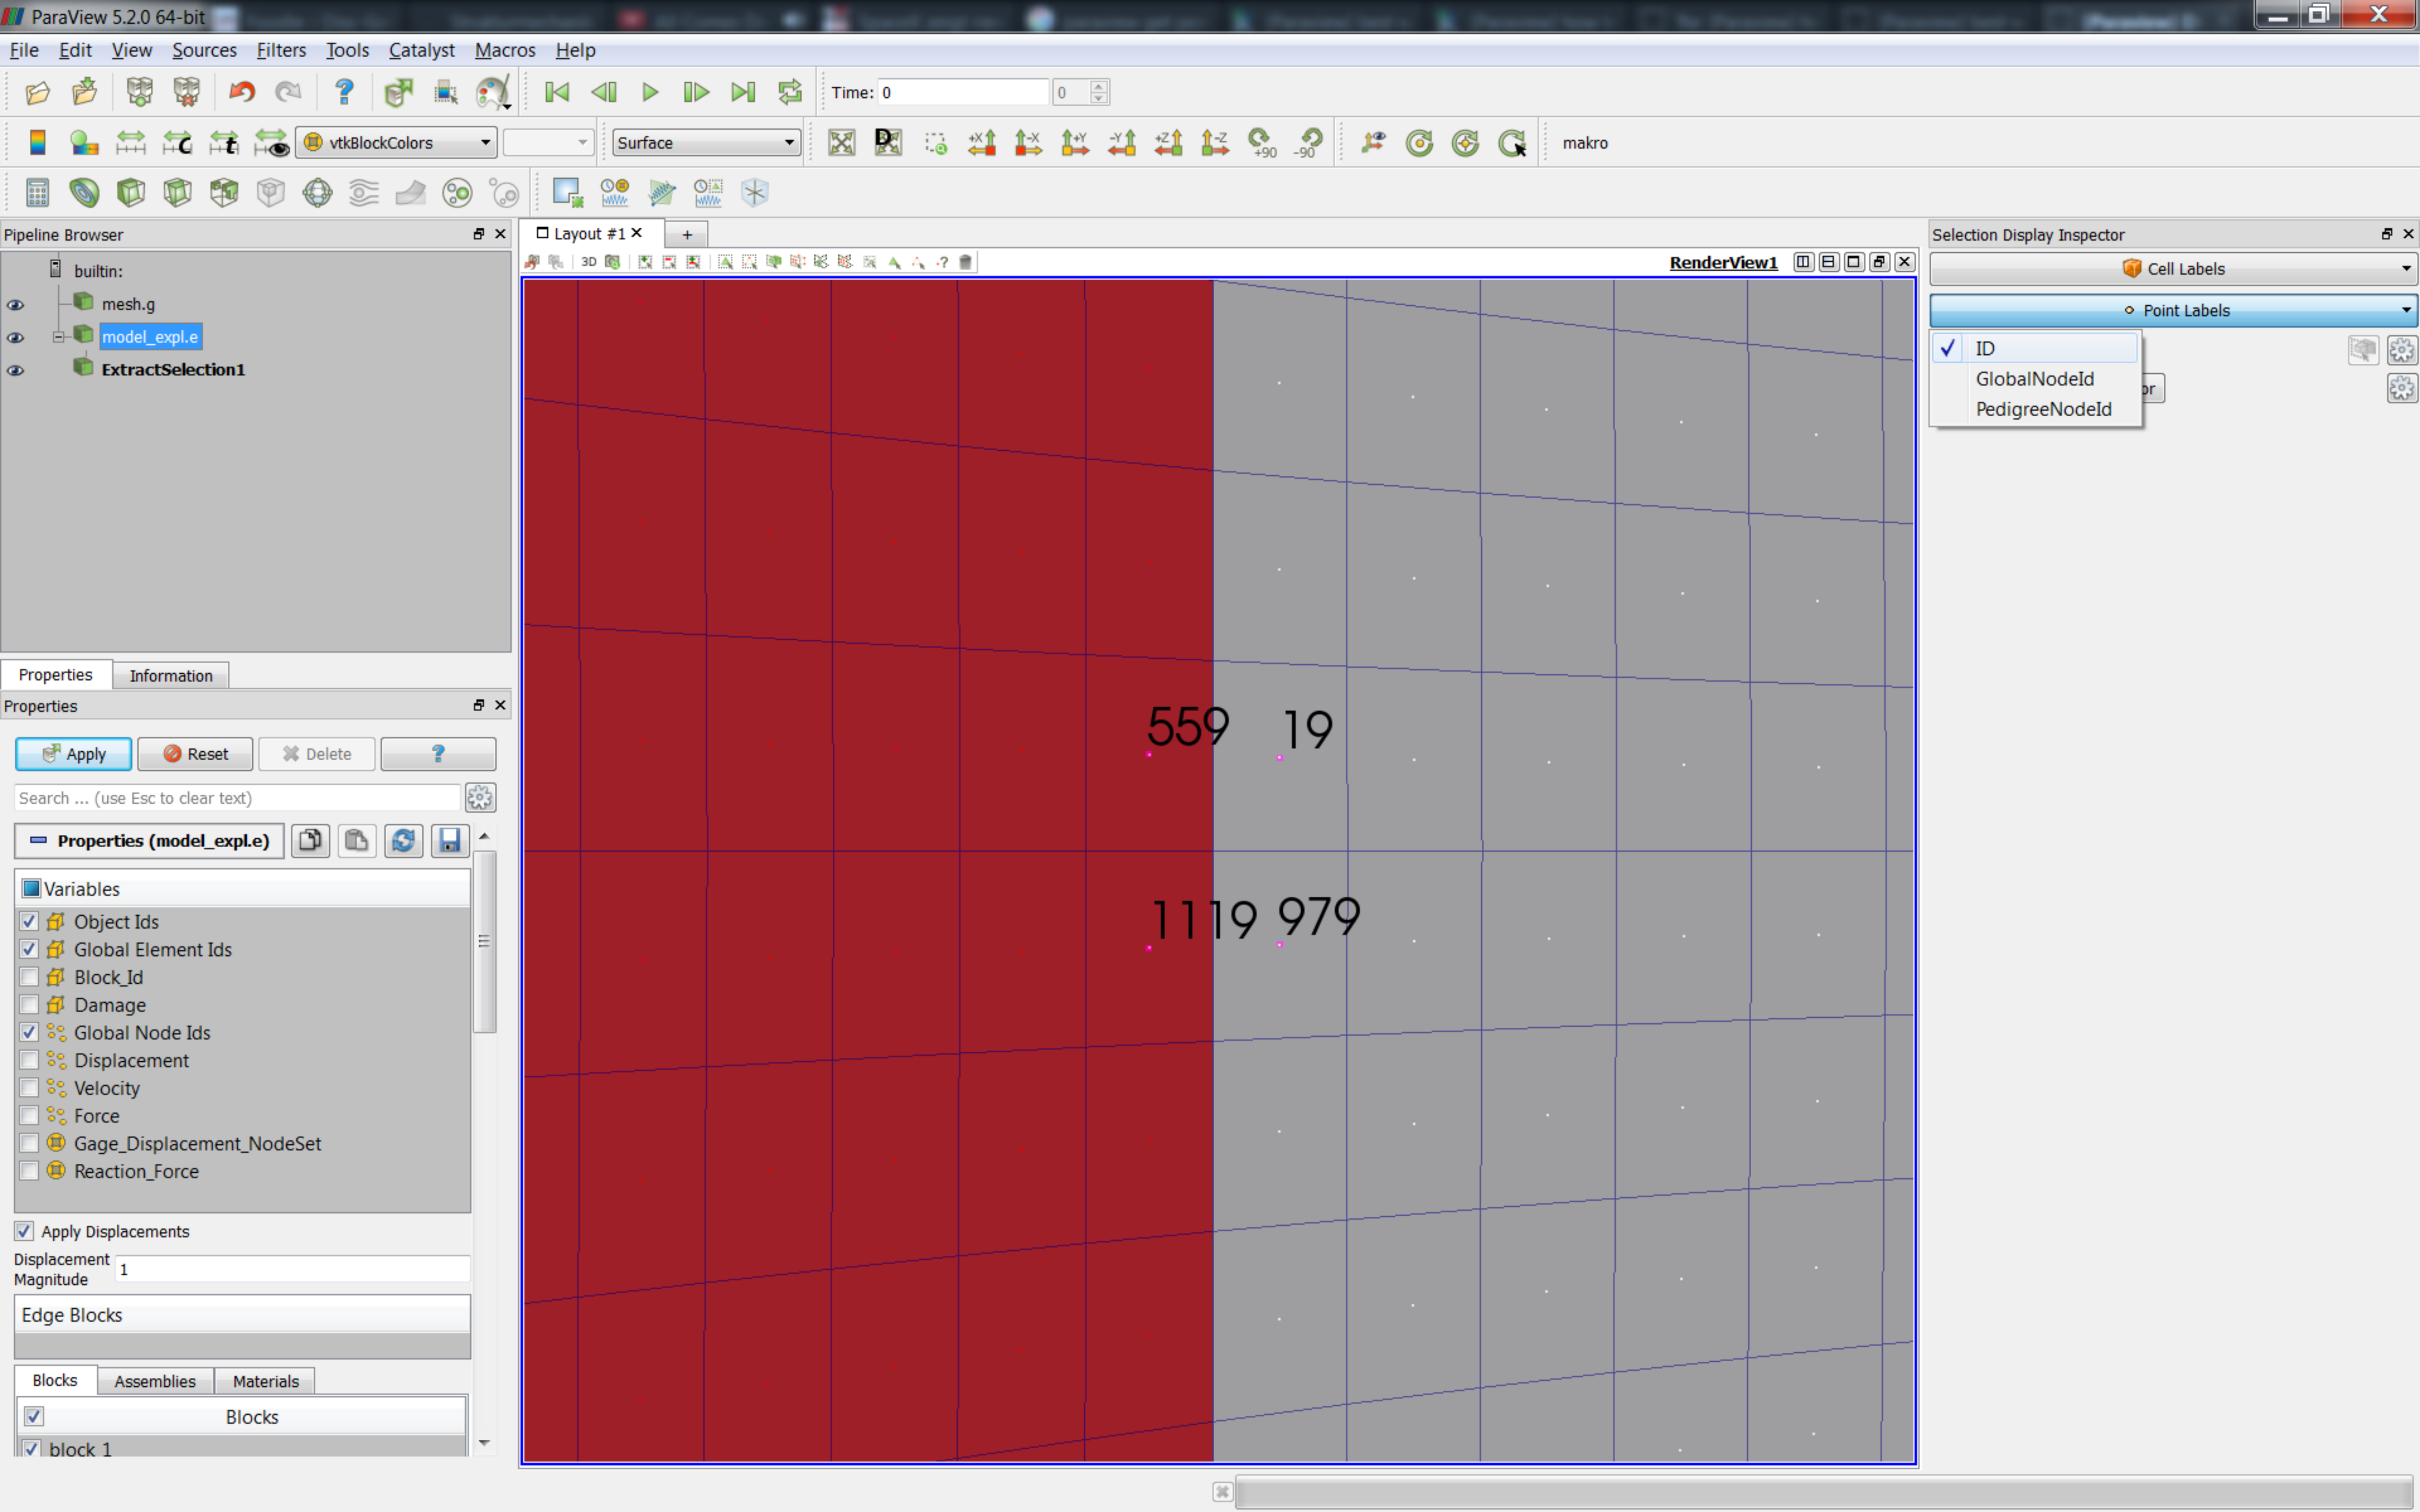 ParaView 5.2.0 64-bit
File Edit View Sources Filters Tools Catalyst Macros Help
Time: 0 0
vtkBlockColors Surface +X -X +Y -Y +Z -Z +90 -90 makro
Pipeline Browser
builtin:
mesh.g
model_expl.e
ExtractSelection1
Properties Information
Properties
Apply Reset Delete ?
Search ... (use Esc to clear text)
Properties (model_expl.e)
Variables
Object Ids
Global Element Ids
Block_Id
Damage
Global Node Ids
Displacement
Velocity
Force
Gage_Displacement_NodeSet
Reaction_Force
Apply Displacements
Displacement
Magnitude
1
Edge Blocks
Blocks Assemblies Materials
Blocks
block 1
Layout #1 +
3D RenderView1
559 19
1119 979
Selection Display Inspector
Cell Labels
Point Labels
ID
GlobalNodeId
or
PedigreeNodeId